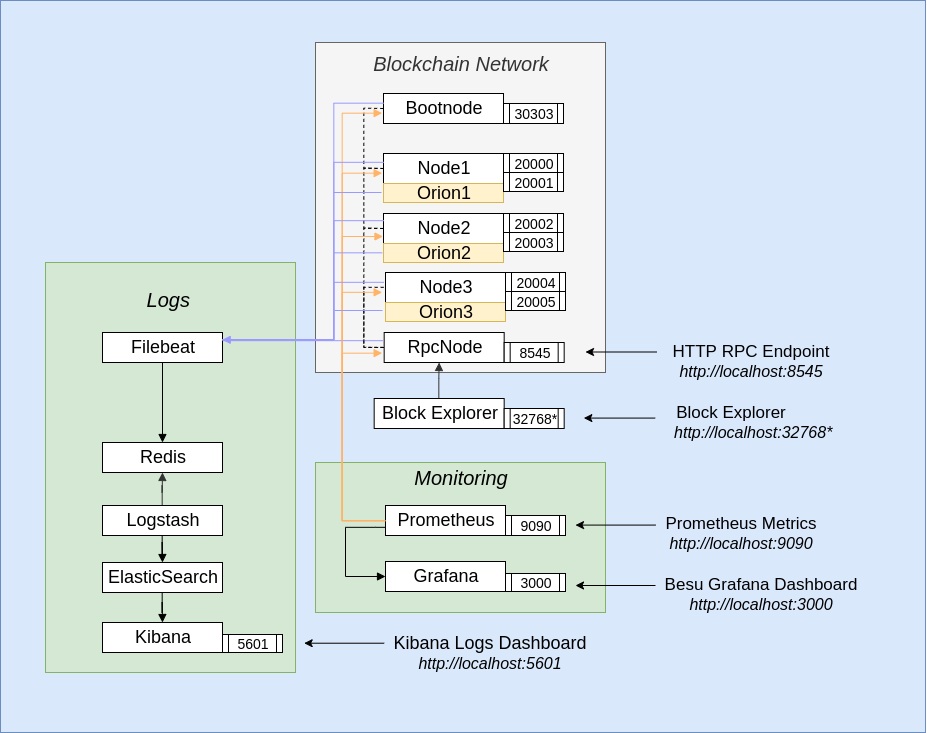 Blockchain Network
Bootnode
30303
Node1
20000
20001
Orion1
Node2
20002
20003
Orion2
Node3
20004
20005
Orion3
RpcNode
8545
HTTP RPC Endpoint
http://localhost:8545
Block Explorer
32768*
Block Explorer
http://localhost:32768*
Logs
Filebeat
Redis
Logstash
ElasticSearch
Kibana
5601
Kibana Logs Dashboard
http://localhost:5601
Monitoring
Prometheus
9090
Prometheus Metrics
http://localhost:9090
Grafana
3000
Besu Grafana Dashboard
http://localhost:3000